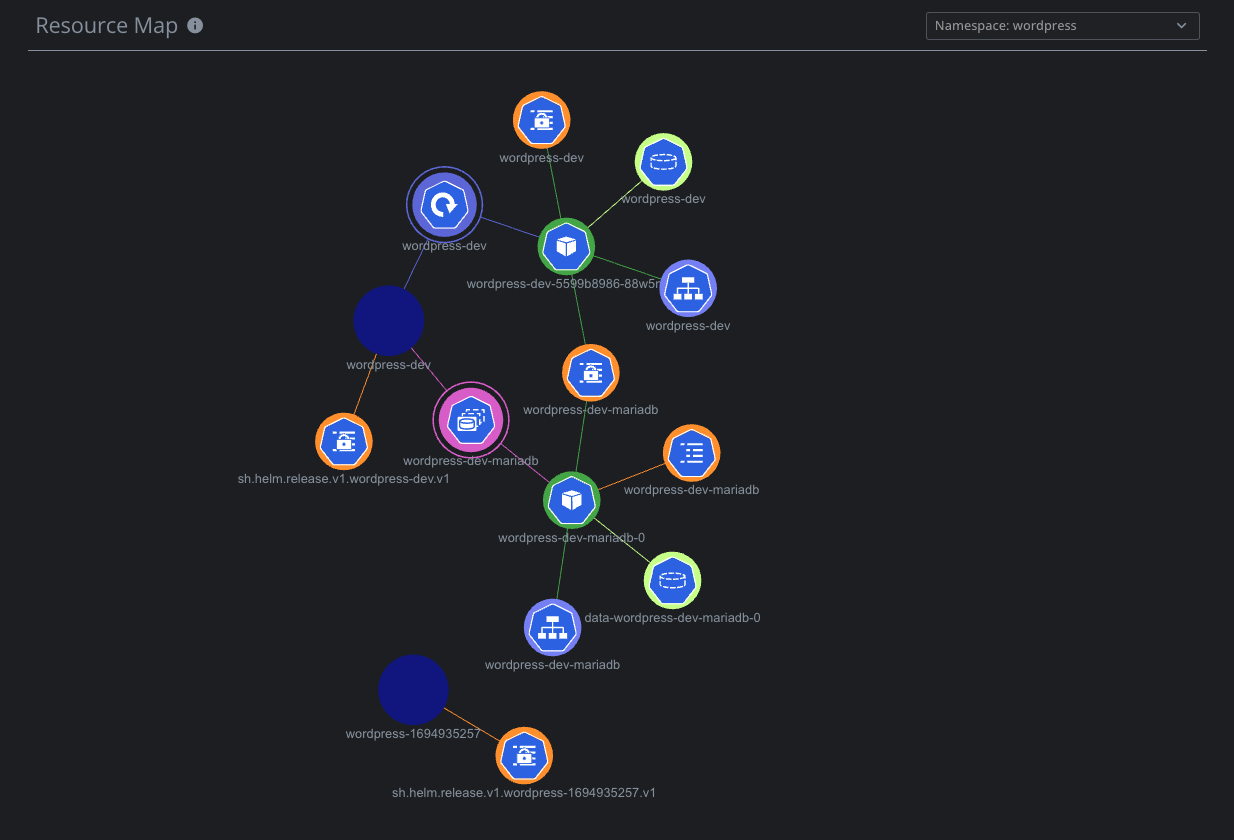 Resource Map
Namespace: wordpress
wordpress-dev
wordpress-dev
wordpress-dev
wordpress-dev-5599b8986-88w5
wordpress-dev
wordpress-dev
wordpress-dev-mariadb
wordpress-dev-mariadb
sh.helm.release.v1.wordpress-dev.v1
wordpress-dev-mariadb
wordpress-dev-mariadb-0
data-wordpress-dev-mariadb-0
wordpress-dev-mariadb
wordpress-1694935257
sh.helm.release.v1.wordpress-1694935257.v1